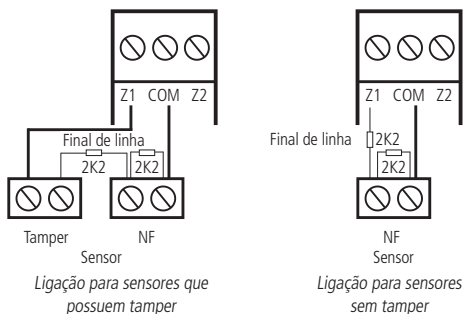 Z1 COM Z2
Final de linha
2K2 2K2
Tamper NF
Sensor
Ligação para sensores que
possuem tamper
Z1 COM Z2
Final de linha 2K2
2K2
NF
Sensor
Ligação para sensores
sem tamper